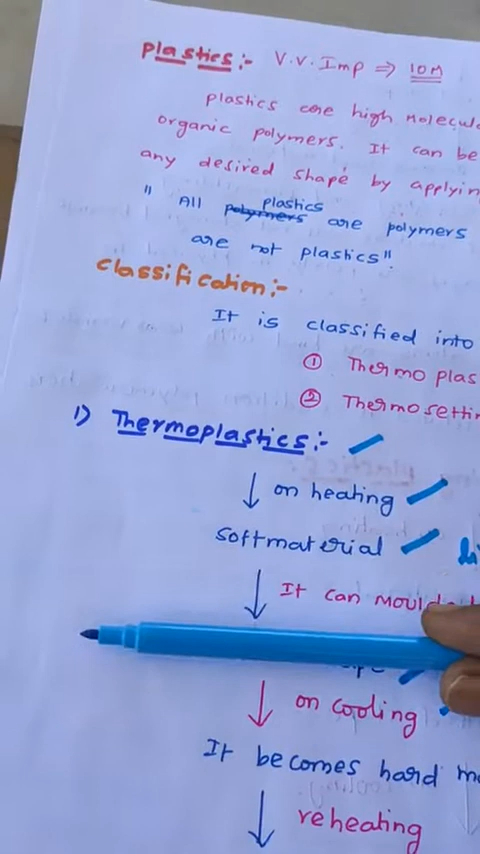 Plastics:- V.V.Imp ⇒ 10M
plastics are high molecul
organic polymers. It can be
any desired shape by applyin
plastics
" All polymers are polymers
are not plastics".
Classification:-
It is classified into
① Thermo plas
② Thermosettin
1) Thermoplastics:-
↓ on heating
Softmaterial
↓ It can mould
↓ on cooling
It becomes hard m
↓ reheating